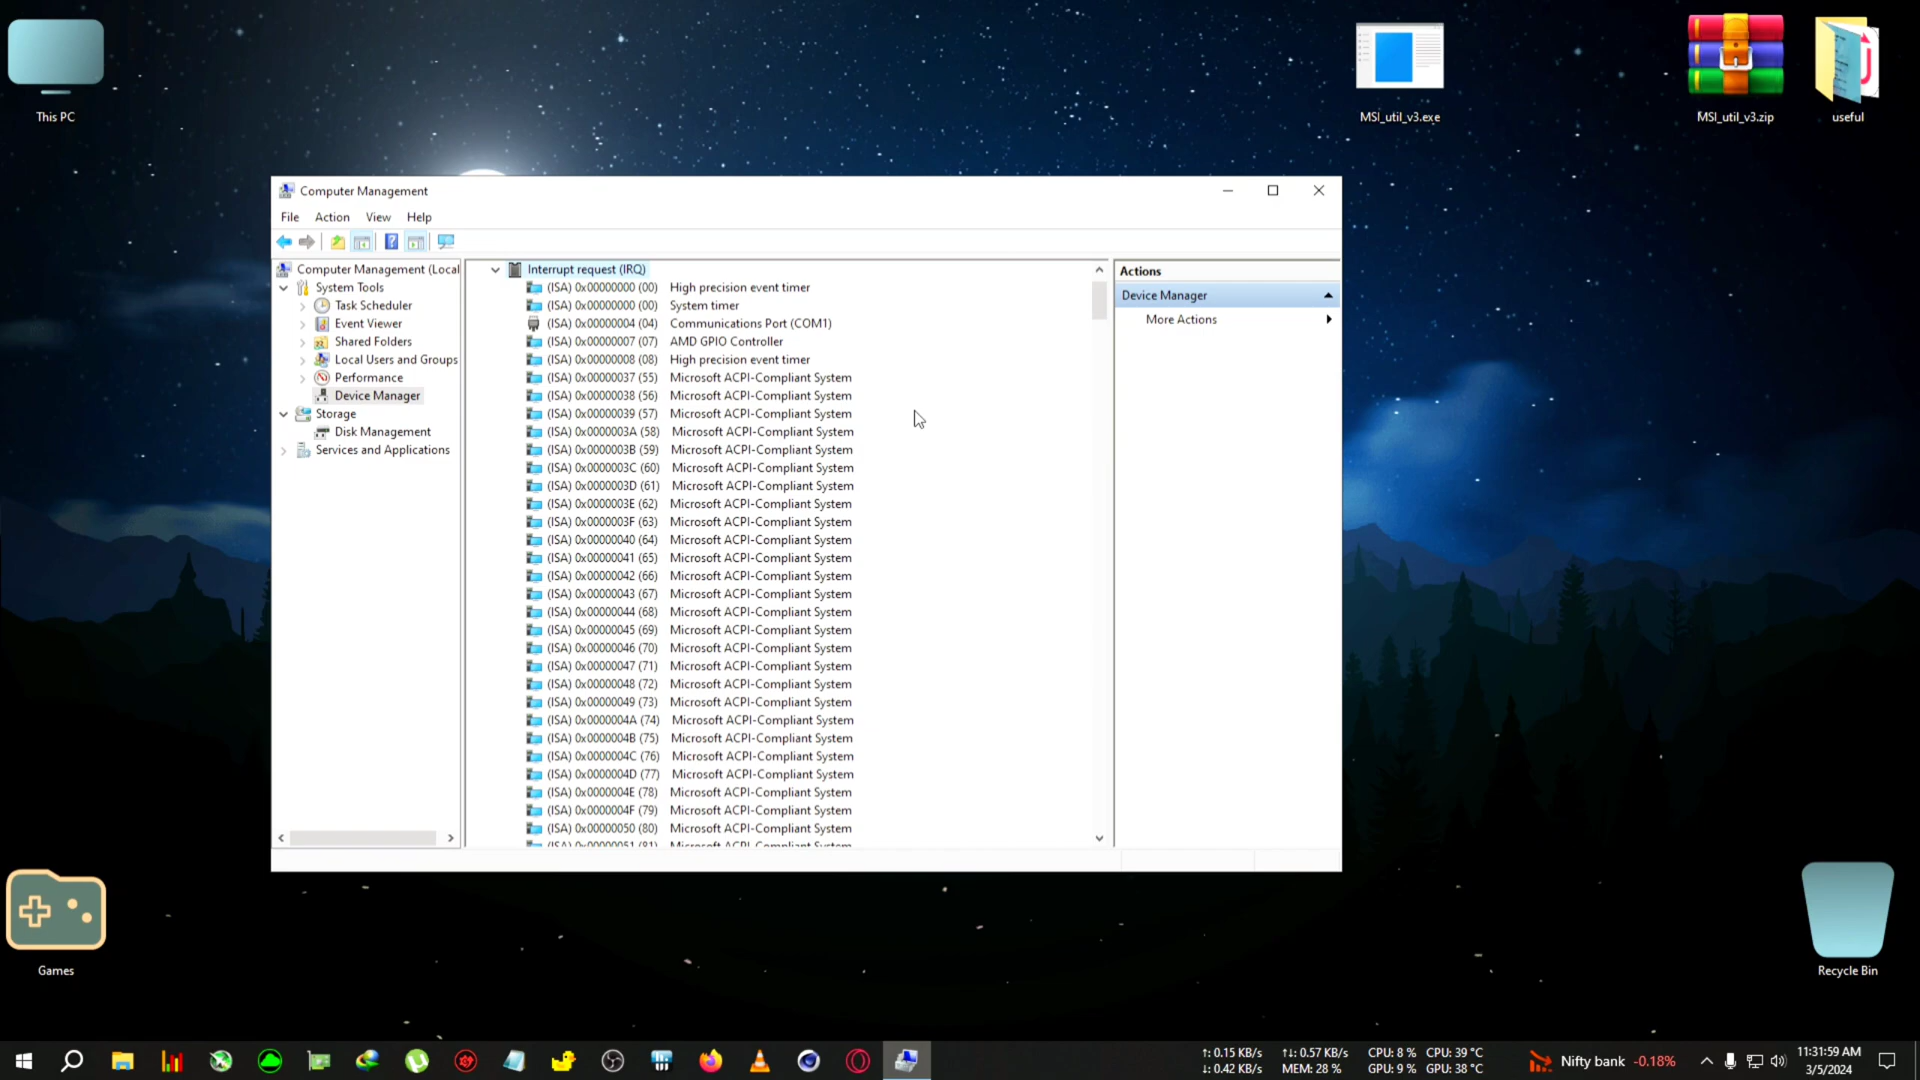 This PC
MSI_util_v3.exe
MSI_util_v3.zip
useful
Computer Management
File Action View Help
Computer Management (Local
System Tools
Task Scheduler
Event Viewer
Shared Folders
Local Users and Groups
Performance
Device Manager
Storage
Disk Management
Services and Applications
Interrupt request (IRQ)
(ISA) 0x00000000 (00) High precision event timer
(ISA) 0x00000000 (00) System timer
(ISA) 0x00000004 (04) Communications Port (COM1)
(ISA) 0x00000007 (07) AMD GPIO Controller
(ISA) 0x00000008 (08) High precision event timer
(ISA) 0x00000037 (55) Microsoft ACPI-Compliant System
(ISA) 0x00000038 (56) Microsoft ACPI-Compliant System
(ISA) 0x00000039 (57) Microsoft ACPI-Compliant System
(ISA) 0x0000003A (58) Microsoft ACPI-Compliant System
(ISA) 0x0000003B (59) Microsoft ACPI-Compliant System
(ISA) 0x0000003C (60) Microsoft ACPI-Compliant System
(ISA) 0x0000003D (61) Microsoft ACPI-Compliant System
(ISA) 0x0000003E (62) Microsoft ACPI-Compliant System
(ISA) 0x0000003F (63) Microsoft ACPI-Compliant System
(ISA) 0x00000040 (64) Microsoft ACPI-Compliant System
(ISA) 0x00000041 (65) Microsoft ACPI-Compliant System
(ISA) 0x00000042 (66) Microsoft ACPI-Compliant System
(ISA) 0x00000043 (67) Microsoft ACPI-Compliant System
(ISA) 0x00000044 (68) Microsoft ACPI-Compliant System
(ISA) 0x00000045 (69) Microsoft ACPI-Compliant System
(ISA) 0x00000046 (70) Microsoft ACPI-Compliant System
(ISA) 0x00000047 (71) Microsoft ACPI-Compliant System
(ISA) 0x00000048 (72) Microsoft ACPI-Compliant System
(ISA) 0x00000049 (73) Microsoft ACPI-Compliant System
(ISA) 0x0000004A (74) Microsoft ACPI-Compliant System
(ISA) 0x0000004B (75) Microsoft ACPI-Compliant System
(ISA) 0x0000004C (76) Microsoft ACPI-Compliant System
(ISA) 0x0000004D (77) Microsoft ACPI-Compliant System
(ISA) 0x0000004E (78) Microsoft ACPI-Compliant System
(ISA) 0x0000004F (79) Microsoft ACPI-Compliant System
(ISA) 0x00000050 (80) Microsoft ACPI-Compliant System
(ISA) 0x00000051 (81) Microsoft ACPI-Compliant System
Actions
Device Manager
More Actions
Games
Recycle Bin
↑: 0.15 KB/s ↑↓: 0.57 KB/s CPU: 8 % CPU: 39 °C
↓: 0.42 KB/s MEM: 28 % GPU: 9 % GPU: 38 °C
Nifty bank -0.18%
11:31:59 AM
3/5/2024